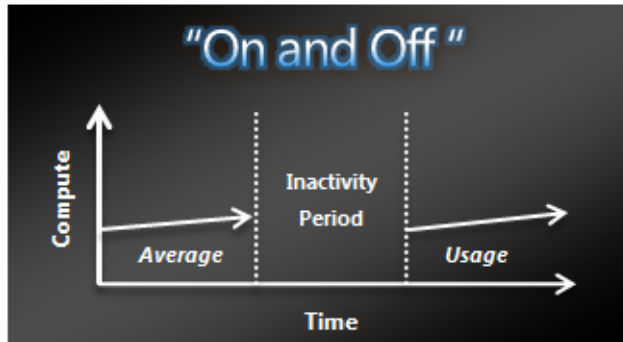 "On and Off "
Compute
Inactivity
Period
Average
Usage
Time